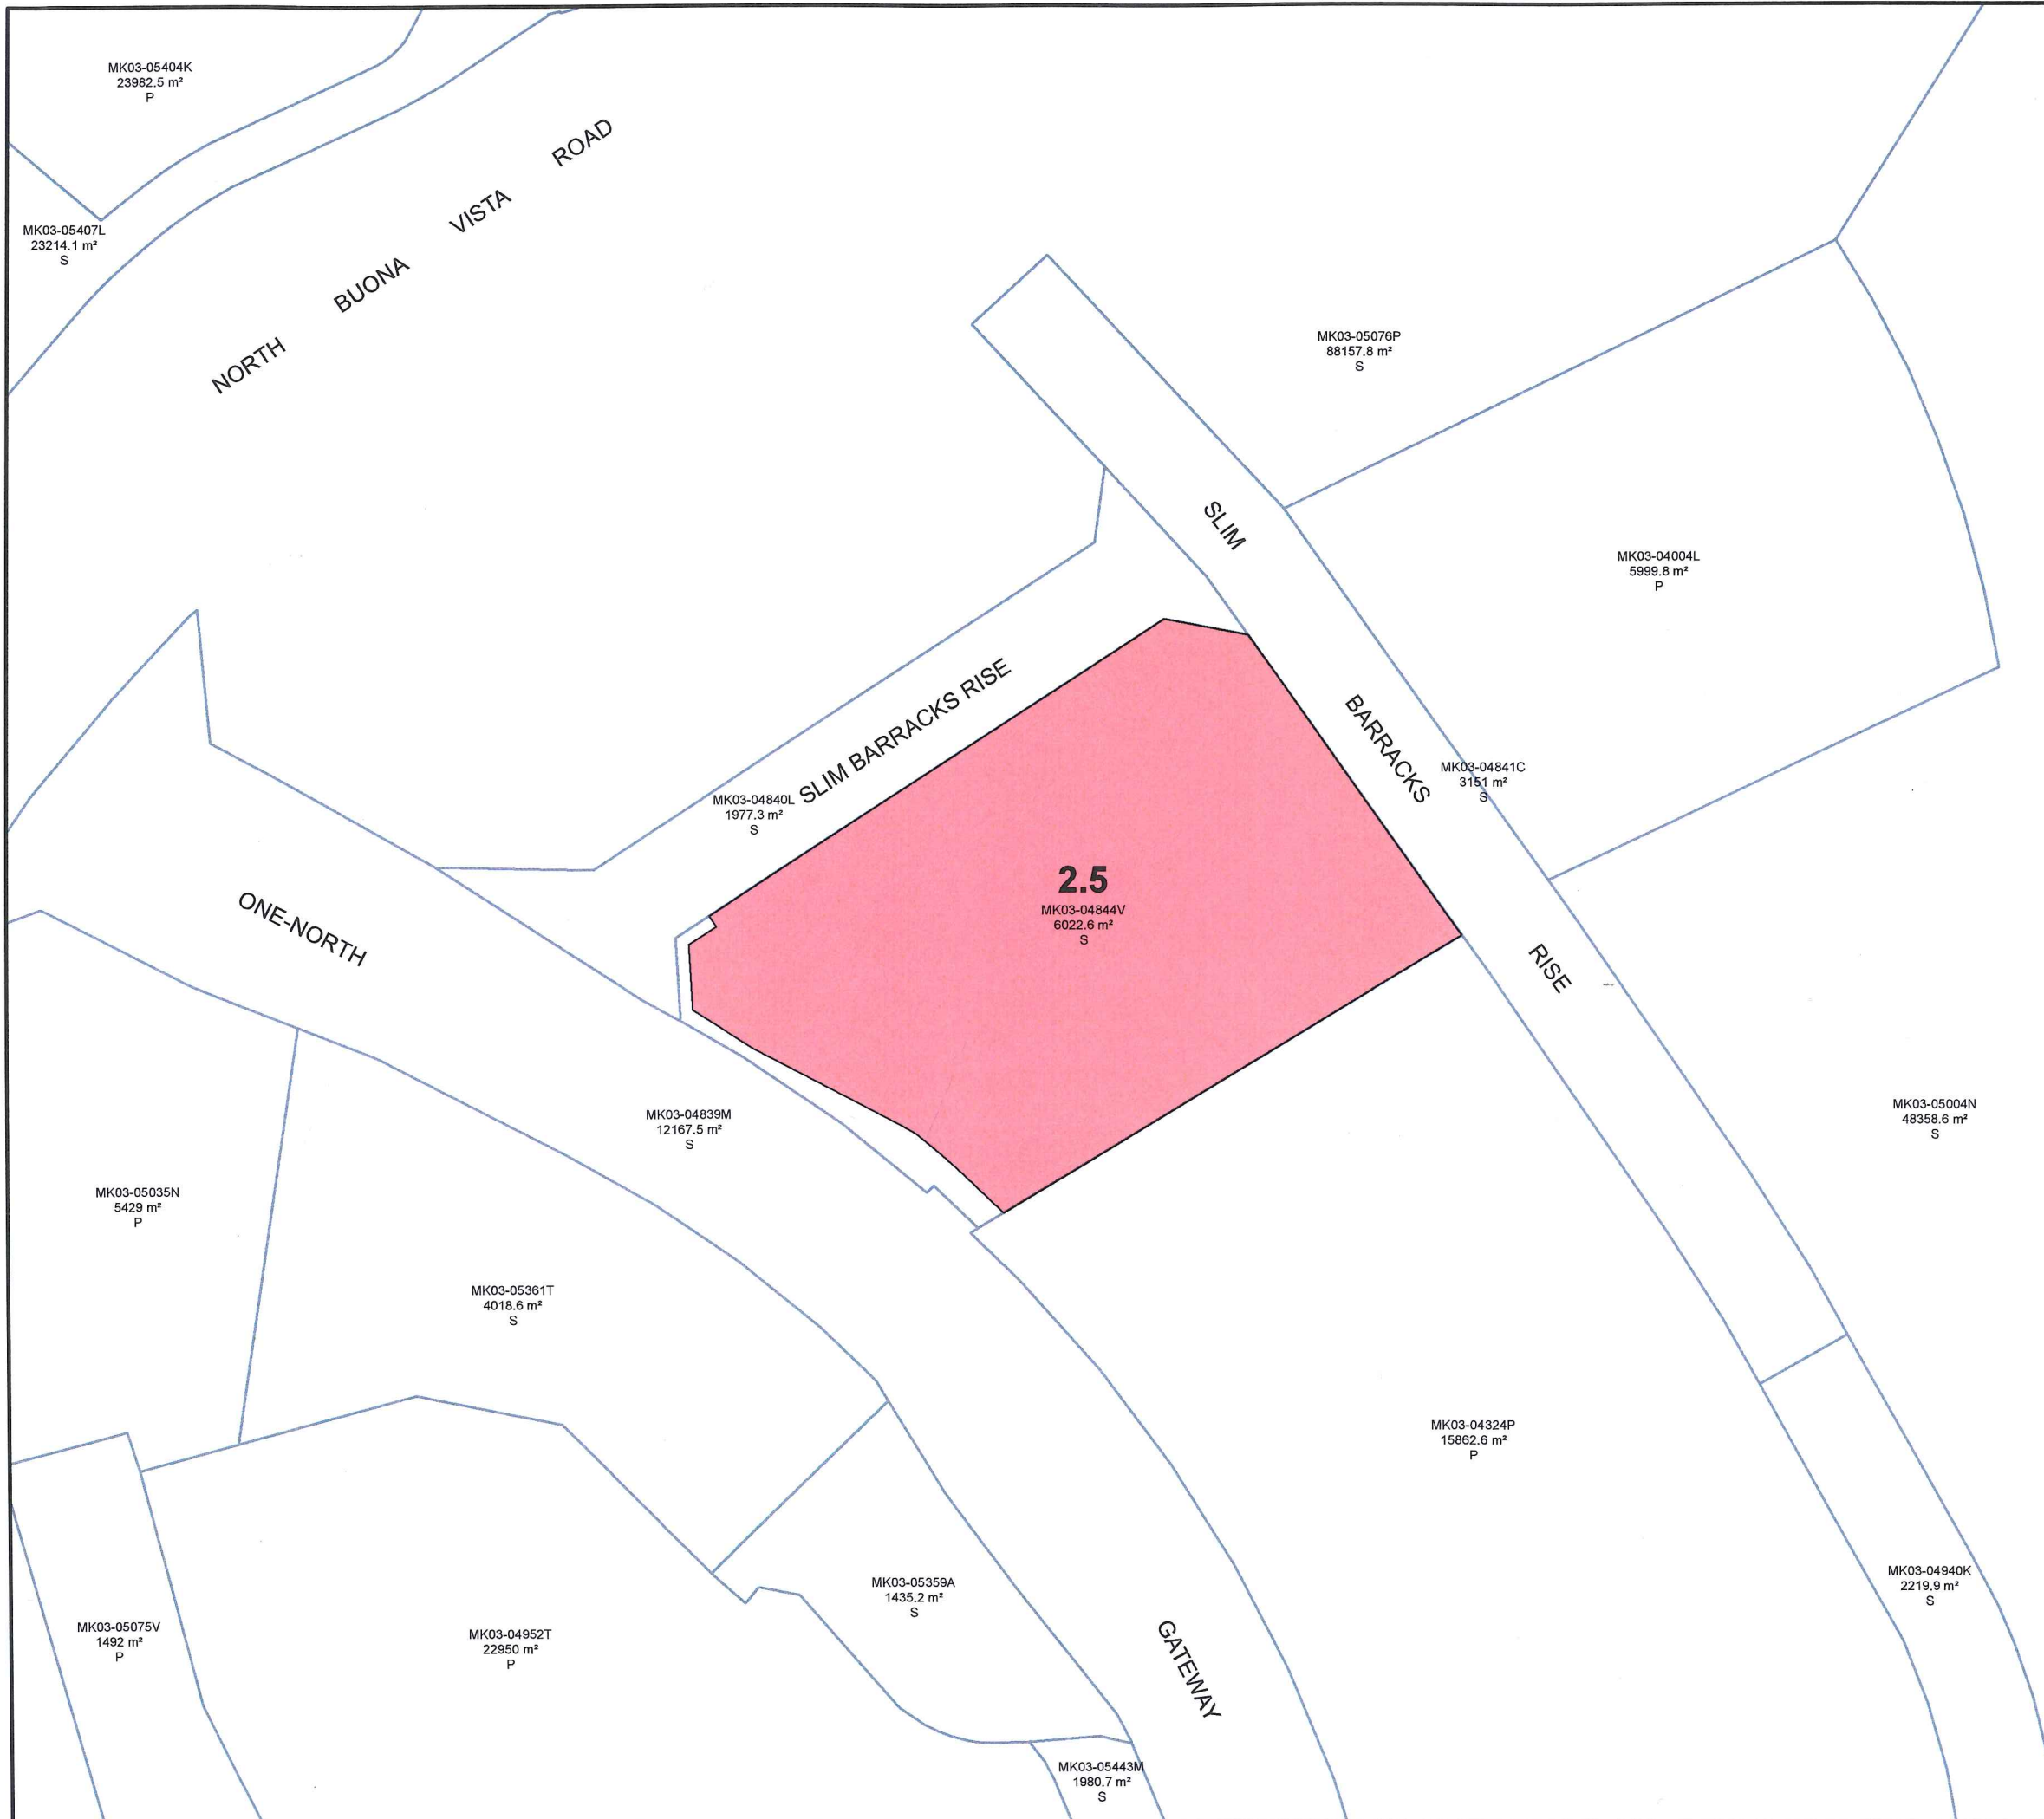 MK03-05404K
23982.5 m²
P
MK03-05407L
23214.1 m²
S
NORTH BUONA VISTA ROAD
MK03-05076P
88157.8 m²
S
MK03-04004L
5999.8 m²
P
SLIM BARRACKS RISE
SLIM BARRACKS RISE
MK03-04841C
3151 m²
S
MK03-04840L
1977.3 m²
S
2.5
MK03-04844V
6022.6 m²
S
ONE-NORTH GATEWAY
MK03-04839M
12167.5 m²
S
MK03-05004N
48358.6 m²
S
MK03-05035N
5429 m²
P
MK03-05361T
4018.6 m²
S
MK03-04324P
15862.6 m²
P
MK03-05359A
1435.2 m²
S
MK03-04940K
2219.9 m²
S
MK03-05075V
1492 m²
P
MK03-04952T
22950 m²
P
MK03-05443M
1980.7 m²
S